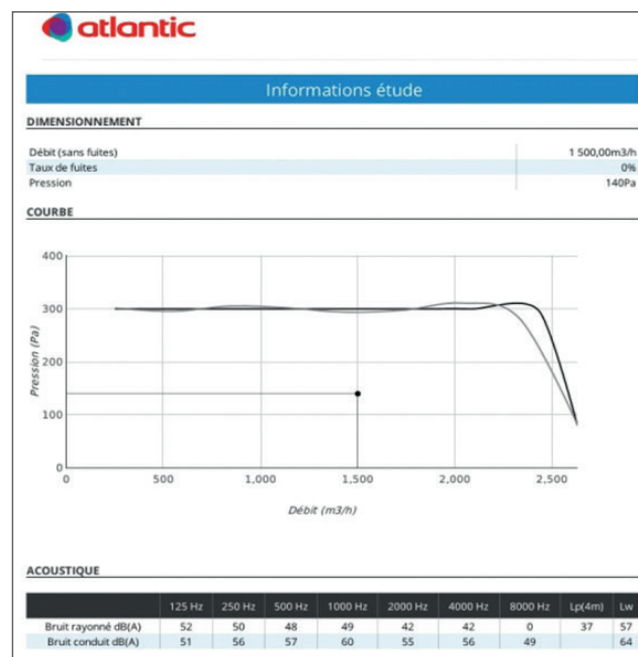 atlantic
Informations étude
DIMENSIONNEMENT
Débit (sans fuites) 1 500,00m3/h
Taux de fuites 0%
Pression 140Pa
COURBE
400
300
200
100
0
Pression (Pa)
0 500 1,000 1,500 2,000 2,500
Débit (m3/h)
ACOUSTIQUE
125 Hz 250 Hz 500 Hz 1000 Hz 2000 Hz 4000 Hz 8000 Hz Lp(4m) Lw
Bruit rayonné dB(A) 52 50 48 49 42 42 0 37 57
Bruit conduit dB(A) 51 56 57 60 55 56 49 64